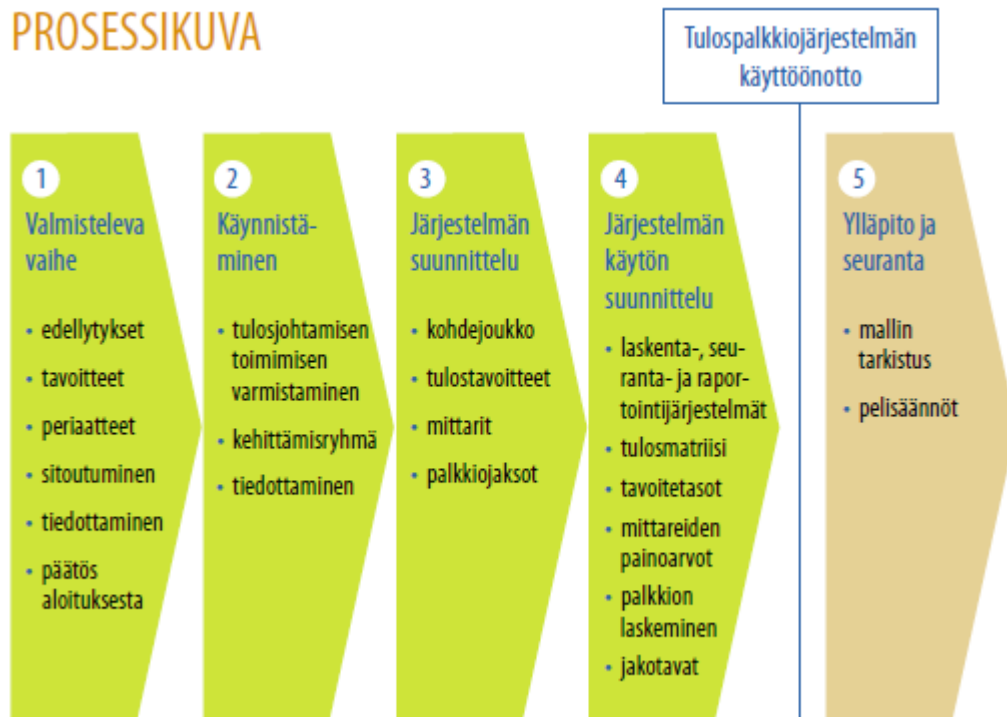 PROSESSIKUVA
Tulospalkkiojärjestelmän
käyttöönotto
1
Valmisteleva
vaihe
• edellytykset
• tavoitteet
• periaatteet
• sitoutuminen
• tiedottaminen
• päätös
aloituksesta
2
Käynnistä-
minen
• tulosjohtamisen
toimimisen
varmistaminen
• kehittämisryhmä
• tiedottaminen
3
Järjestelmän
suunnittelu
• kohdejoukko
• tulostavoitteet
• mittarit
• palkkiojaksot
4
Järjestelmän
käytön
suunnittelu
• laskenta-, seu-
ranta- ja rapor-
tointijärjestelmät
• tulosmatriisi
• tavoitetasot
• mittareiden
painoarvot
• palkkion
laskeminen
• jakotavat
5
Ylläpito ja
seuranta
• mallin
tarkistus
• pelisäännöt